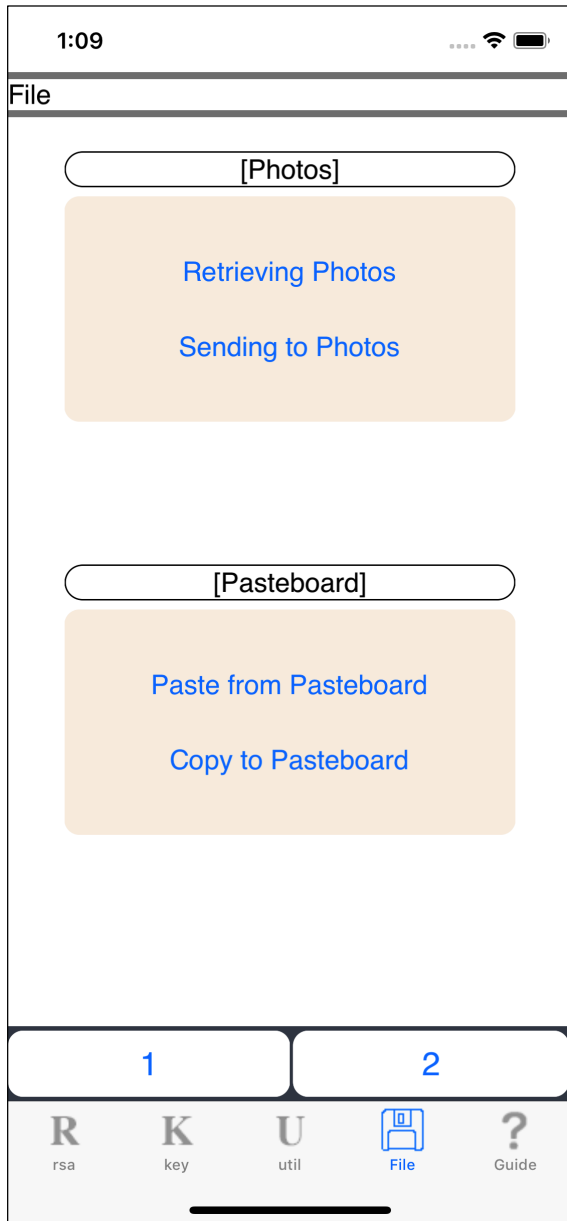 1:09
File
[Photos]
Retrieving Photos
Sending to Photos
[Pasteboard]
Paste from Pasteboard
Copy to Pasteboard
1 2
R K U ?
rsa key util File Guide